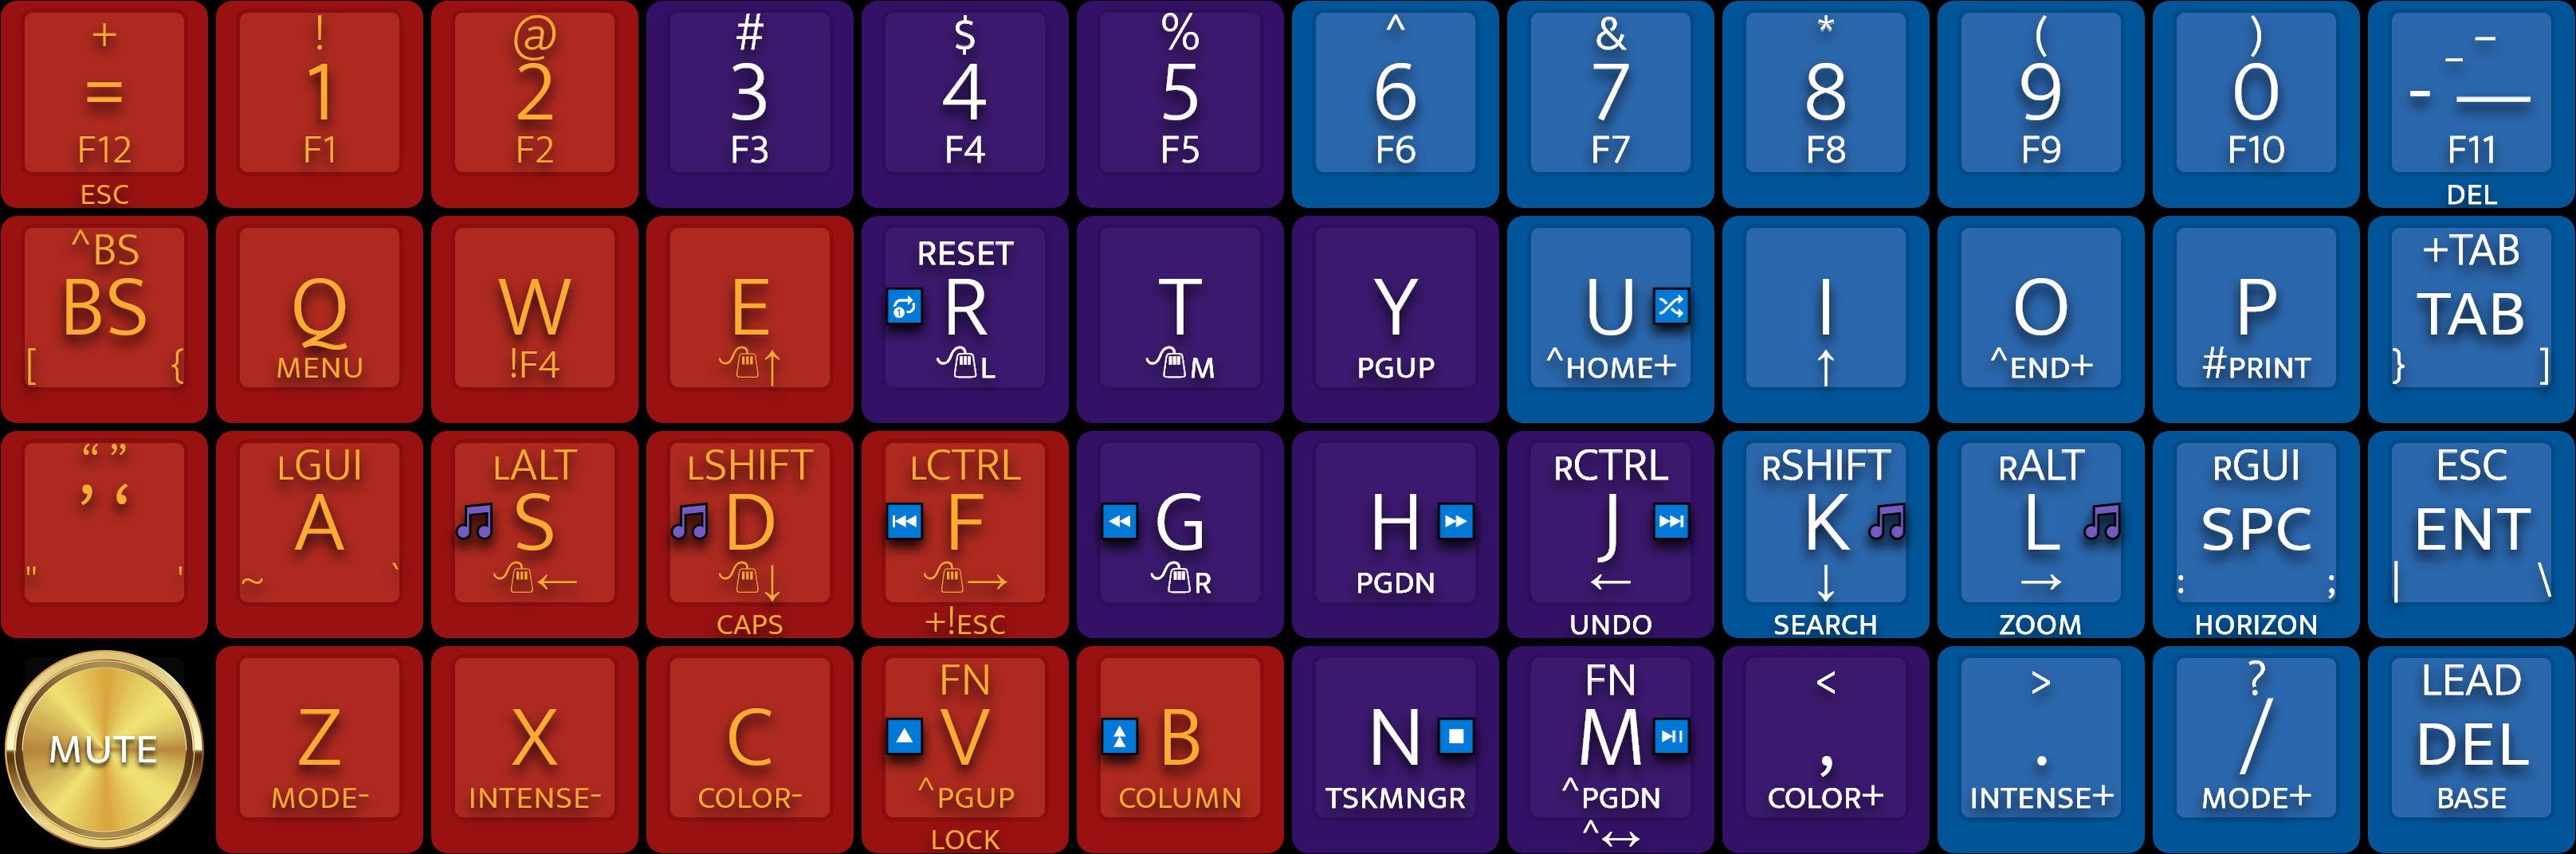 + ! @ # $ % ^ & * ( ) _ –
= 1 2 3 4 5 6 7 8 9 0 - —
F12 F1 F2 F3 F4 F5 F6 F7 F8 F9 F10 F11
ESC DEL
^BS RESET +TAB
BS Q W E R T Y U I O P TAB
[ { MENU !F4 ↑ L M PGUP ^HOME+ ↑ ^END+ #PRINT } ]
“ ” LGUI LALT LSHIFT LCTRL RCTRL RSHIFT RALT RGUI ESC
’ ‘ A S D F G H J K L SPC ENT
" ' ~ ` ← ↓ → R PGDN ← ↓ → : ; | \
CAPS +!ESC UNDO SEARCH ZOOM HORIZON
FN FN < > ? LEAD
MUTE Z X C V B N M , . / DEL
MODE- INTENSE- COLOR- ^PGUP COLUMN TSKMNGR ^PGDN COLOR+ INTENSE+ MODE+ BASE
LOCK ^↔